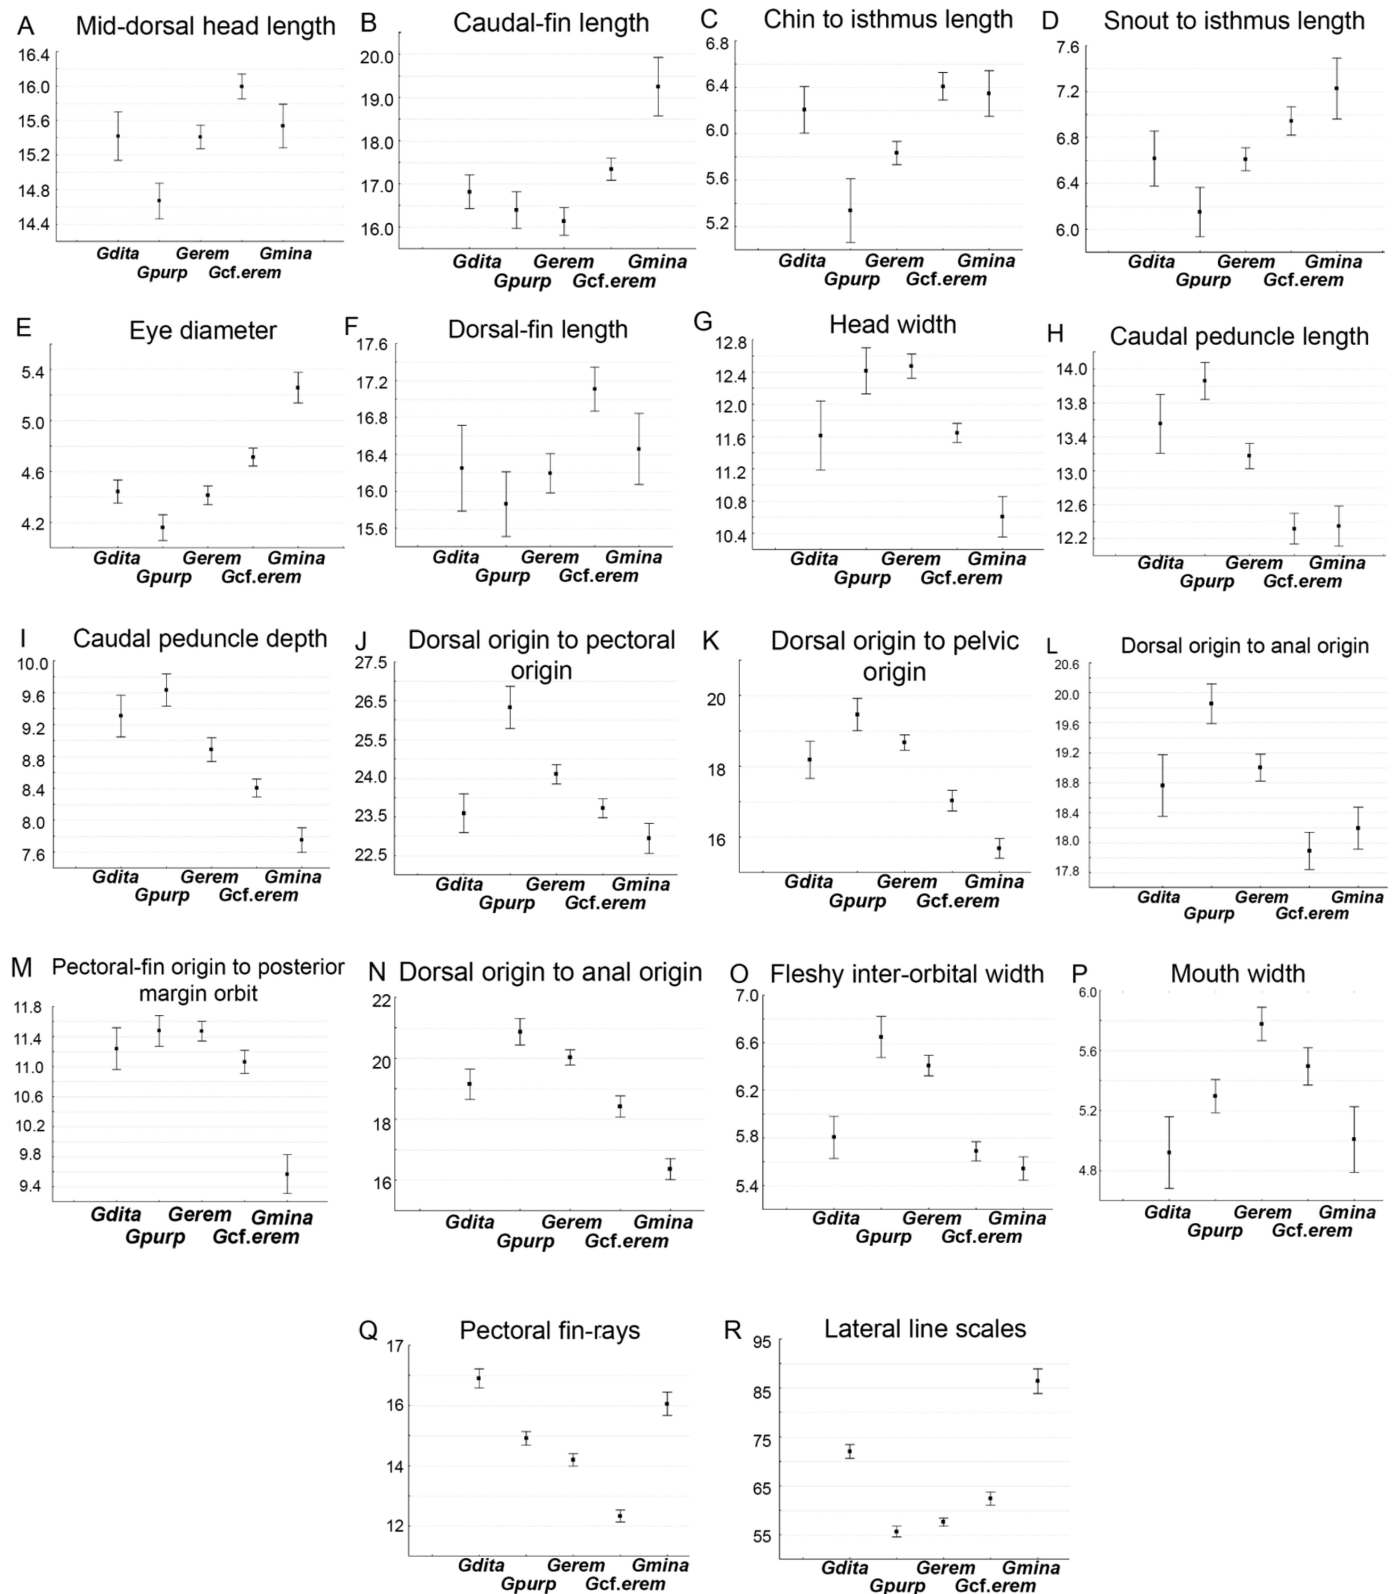 A Mid-dorsal head length
16.4
16.0
15.6
15.2
14.8
14.4
Gdita Gerem Gmina
Gpurp Gcf.erem
B Caudal-fin length
20.0
19.0
18.0
17.0
16.0
Gdita Gerem Gmina
Gpurp Gcf.erem
C Chin to isthmus length
6.8
6.4
6.0
5.6
5.2
Gdita Gerem Gmina
Gpurp Gcf.erem
D Snout to isthmus length
7.6
7.2
6.8
6.4
6.0
Gdita Gerem Gmina
Gpurp Gcf.erem
E Eye diameter
5.4
5.0
4.6
4.2
Gdita Gerem Gmina
Gpurp Gcf.erem
F Dorsal-fin length
17.6
17.2
16.8
16.4
16.0
15.6
Gdita Gerem Gmina
Gpurp Gcf.erem
G Head width
12.8
12.4
12.0
11.6
11.2
10.8
10.4
Gdita Gerem Gmina
Gpurp Gcf.erem
H Caudal peduncle length
14.0
13.8
13.4
13.0
12.6
12.2
Gdita Gerem Gmina
Gpurp Gcf.erem
I Caudal peduncle depth
10.0
9.6
9.2
8.8
8.4
8.0
7.6
Gdita Gerem Gmina
Gpurp Gcf.erem
J Dorsal origin to pectoral
origin
27.5
26.5
25.5
24.0
23.5
22.5
Gdita Gerem Gmina
Gpurp Gcf.erem
K Dorsal origin to pelvic
origin
20
18
16
Gdita Gerem Gmina
Gpurp Gcf.erem
L Dorsal origin to anal origin
20.6
20.0
19.6
19.2
18.8
18.4
18.0
17.8
Gdita Gerem Gmina
Gpurp Gcf.erem
M Pectoral-fin origin to posterior
margin orbit
11.8
11.4
11.0
10.6
10.2
9.8
9.4
Gdita Gerem Gmina
Gpurp Gcf.erem
N Dorsal origin to anal origin
22
20
18
16
Gdita Gerem Gmina
Gpurp Gcf.erem
O Fleshy inter-orbital width
7.0
6.6
6.2
5.8
5.4
Gdita Gerem Gmina
Gpurp Gcf.erem
P Mouth width
6.0
5.6
5.2
4.8
Gdita Gerem Gmina
Gpurp Gcf.erem
Q Pectoral fin-rays
17
16
14
12
Gdita Gerem Gmina
Gpurp Gcf.erem
R Lateral line scales
95
85
75
65
55
Gdita Gerem Gmina
Gpurp Gcf.erem